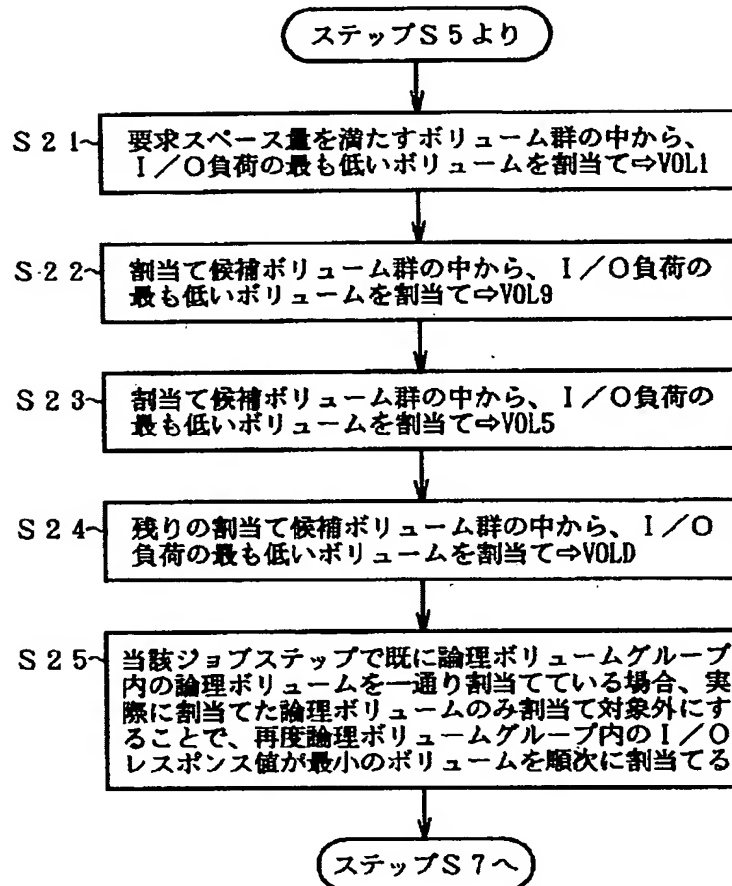 ステップS5より
S21
要求スペース量を満たすボリューム群の中から、
I/O負荷の最も低いボリュームを割当て⇨VOL1
S22
割当て候補ボリューム群の中から、I/O負荷の
最も低いボリュームを割当て⇨VOL9
S23
割当て候補ボリューム群の中から、I/O負荷の
最も低いボリュームを割当て⇨VOL5
S24
残りの割当て候補ボリューム群の中から、I/O
負荷の最も低いボリュームを割当て⇨VOLD
S25
当該ジョブステップで既に論理ボリュームグループ
内の論理ボリュームを一通り割当てている場合、実
際に割当てた論理ボリュームのみ割当て対象外にす
ることで、再度論理ボリュームグループ内のI/O
レスポンス値が最小のボリュームを順次に割当てる
ステップS7へ